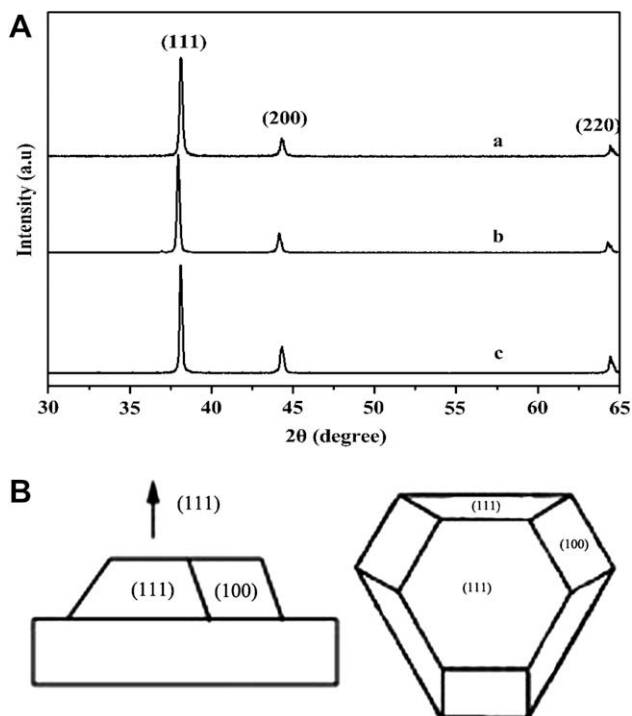 A
(111)
(200)
(220)
a
b
c
Intensity (a.u)
30 35 40 45 50 55 60 65
2θ (degree)
B
(111)
(111)
(100)
(111)
(100)
(111)